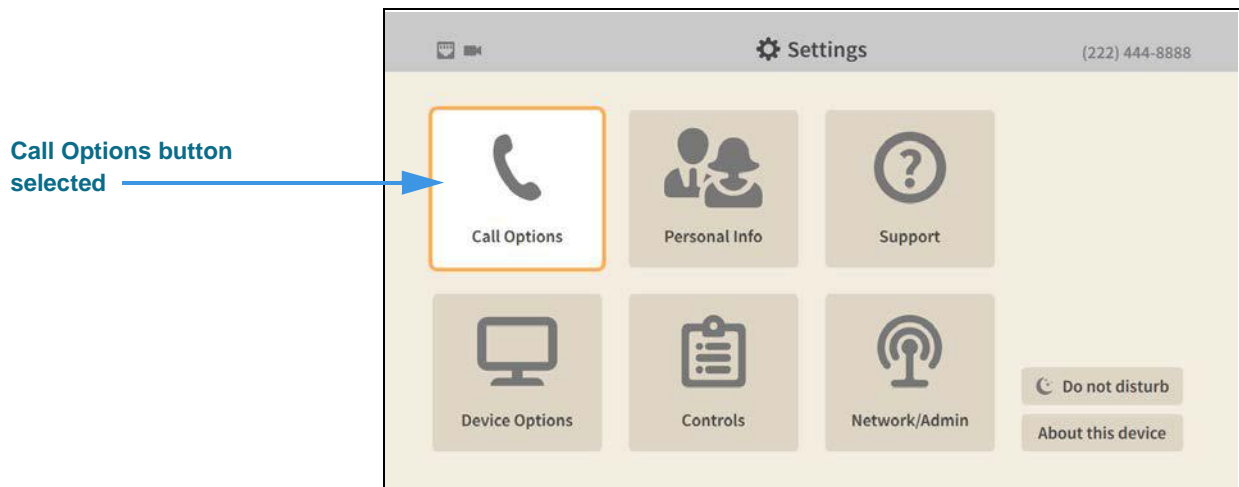 Settings
(222) 444-8888
Call Options button
selected
Call Options
Personal Info
Support
?
Device Options
Controls
Network/Admin
Do not disturb
About this device